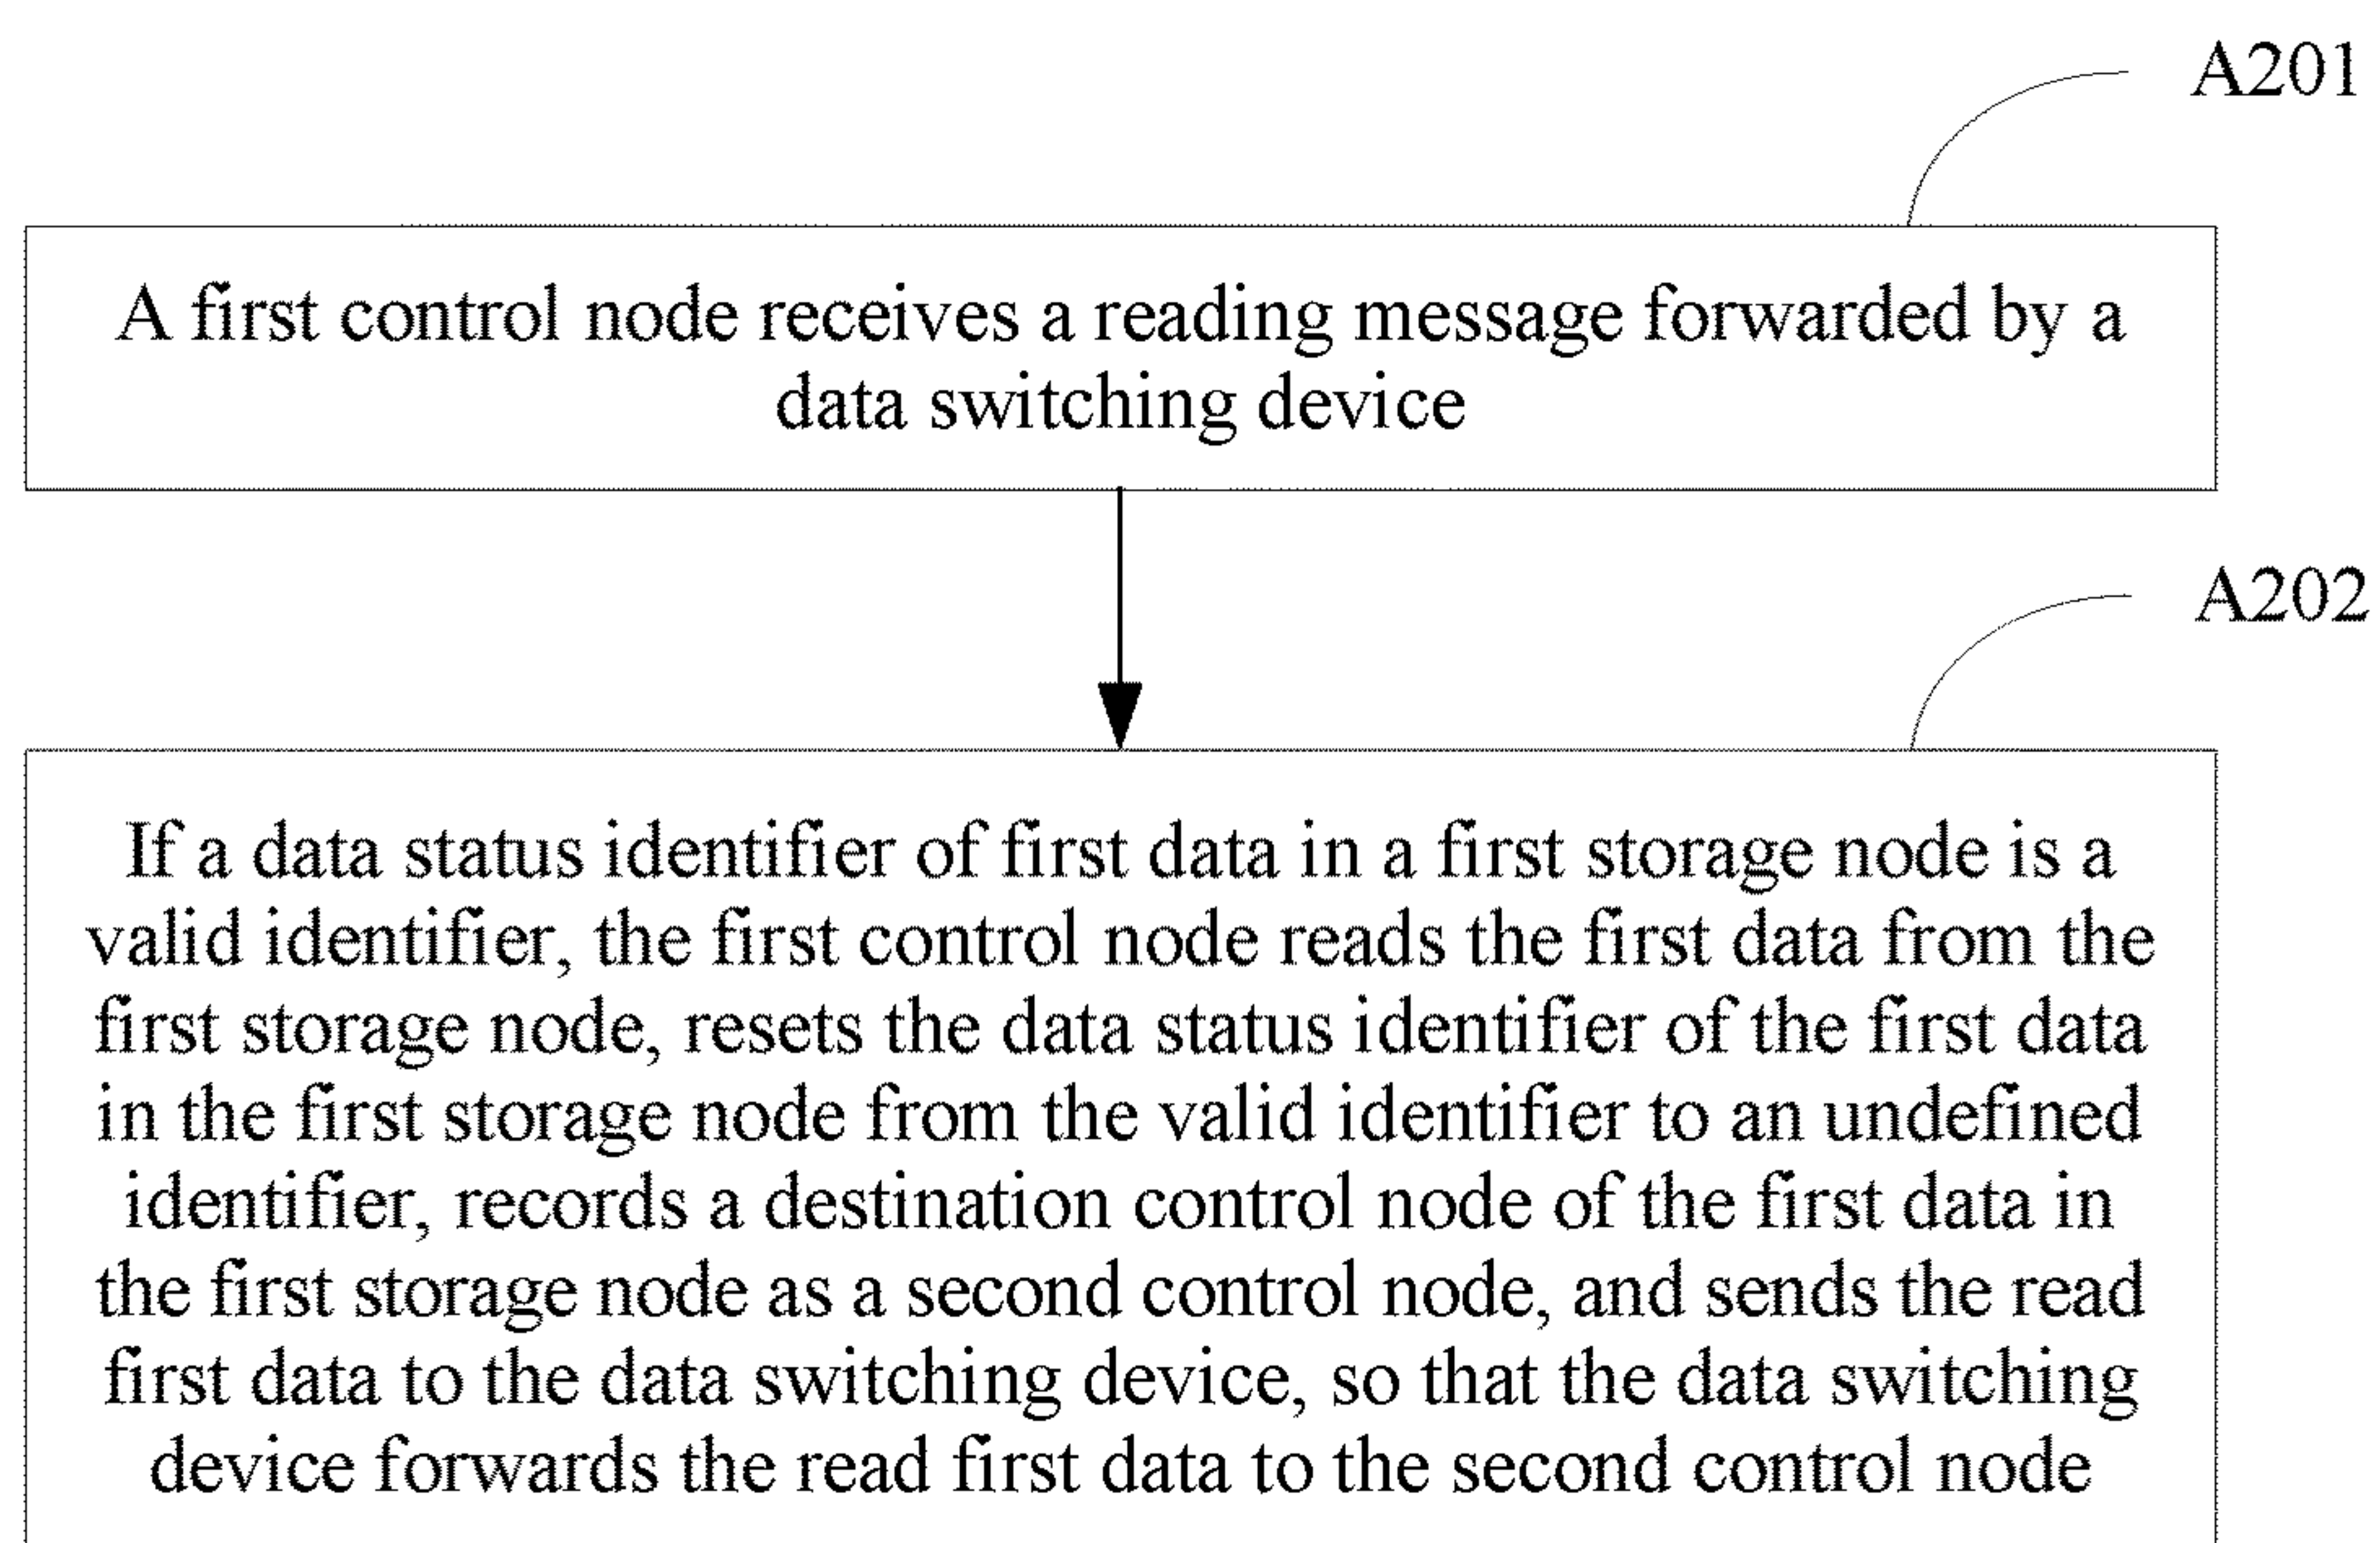 A201
A first control node receives a reading message forwarded by a
data switching device
A202
If a data status identifier of first data in a first storage node is a
valid identifier, the first control node reads the first data from the
first storage node, resets the data status identifier of the first data
in the first storage node from the valid identifier to an undefined
identifier, records a destination control node of the first data in
the first storage node as a second control node, and sends the read
first data to the data switching device, so that the data switching
device forwards the read first data to the second control node